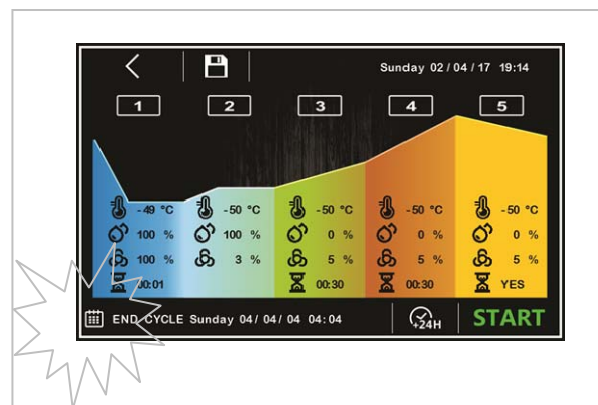 Sunday 02/04/17 19:14
1 2 3 4 5
-49 °C -50 °C -50 °C -50 °C -50 °C
100 % 100 % 0 % 0 % 0 %
100 % 3 % 5 % 5 % 5 %
00:01 00:30 00:30 YES
END CYCLE Sunday 04/04/04 04:04 +24H START